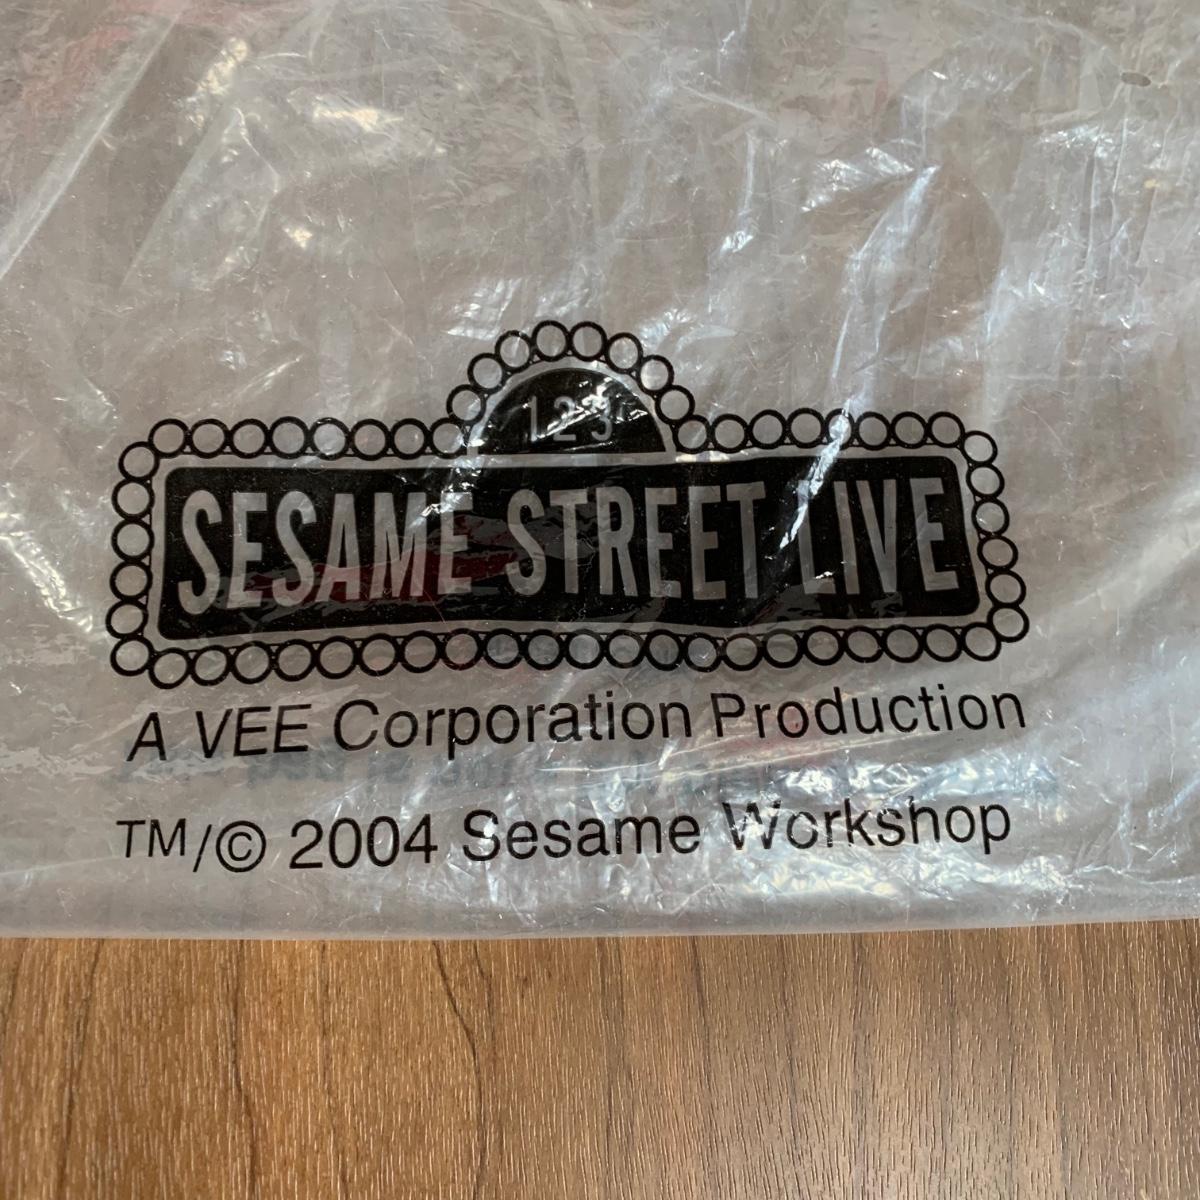 123
SESAME STREET LIVE
A VEE Corporation Production
TM/© 2004 Sesame Workshop